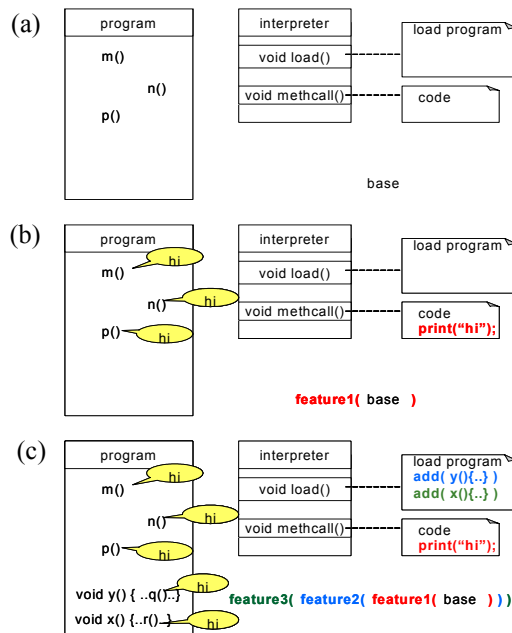 (a)
program
m()
n()
p()
interpreter
void load()
void methcall()
load program
code
base
(b)
program
hi
m()
n()
hi
p()
hi
interpreter
void load()
void methcall()
load program
code
print("hi");
feature1( base )
(c)
program
hi
m()
n()
hi
p()
hi
hi
void y() { ..q()..}
void x() {..r()..}
hi
interpreter
void load()
void methcall()
load program
add( y(){..} )
add( x(){..} )
code
print("hi");
feature3( feature2( feature1( base ) ) )